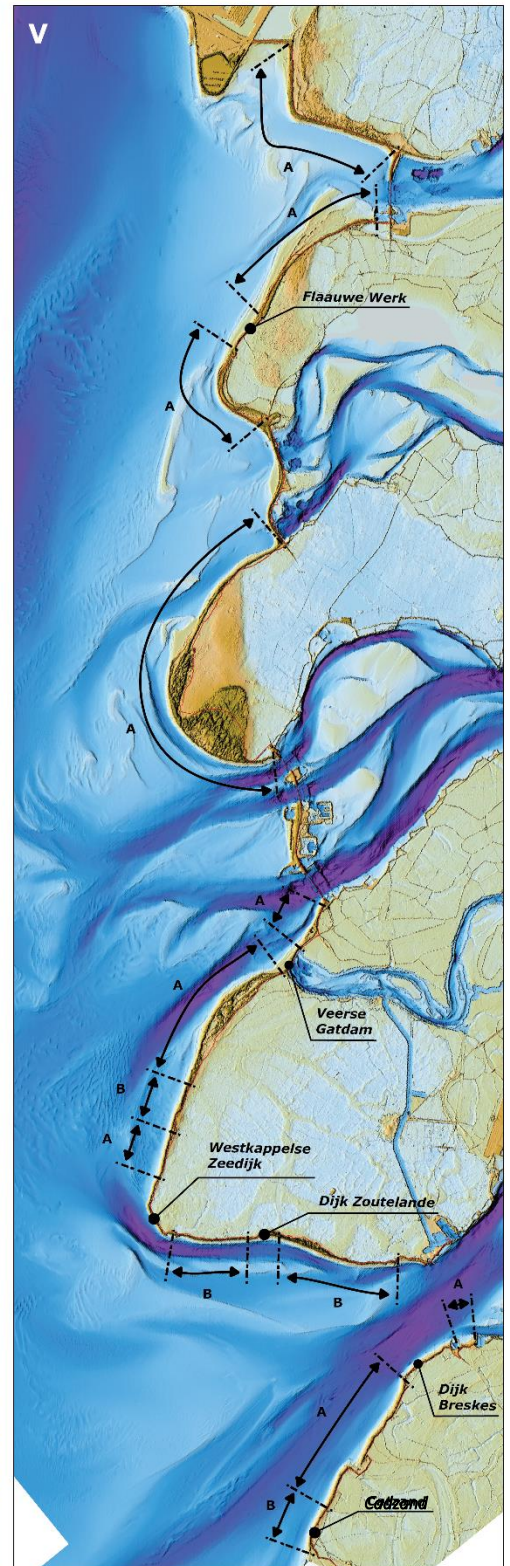 V
A
A
Flaauwe Werk
A
A
A
Veerse
Gatdam
A
B
A
Westkappelse
Zeedijk
Dijk Zoutelande
B
B
A
Dijk
Breskes
A
B
Cadzand